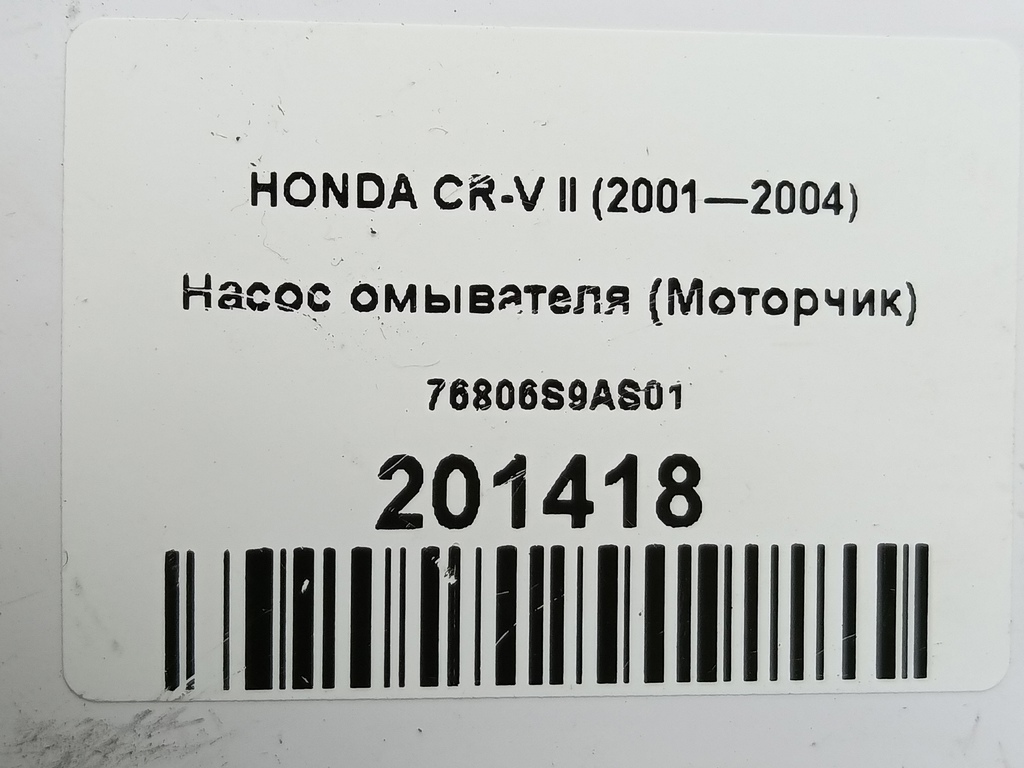 HONDA CR-V II (2001—2004)
Насос омывателя (Моторчик)
76806S9AS01
201418